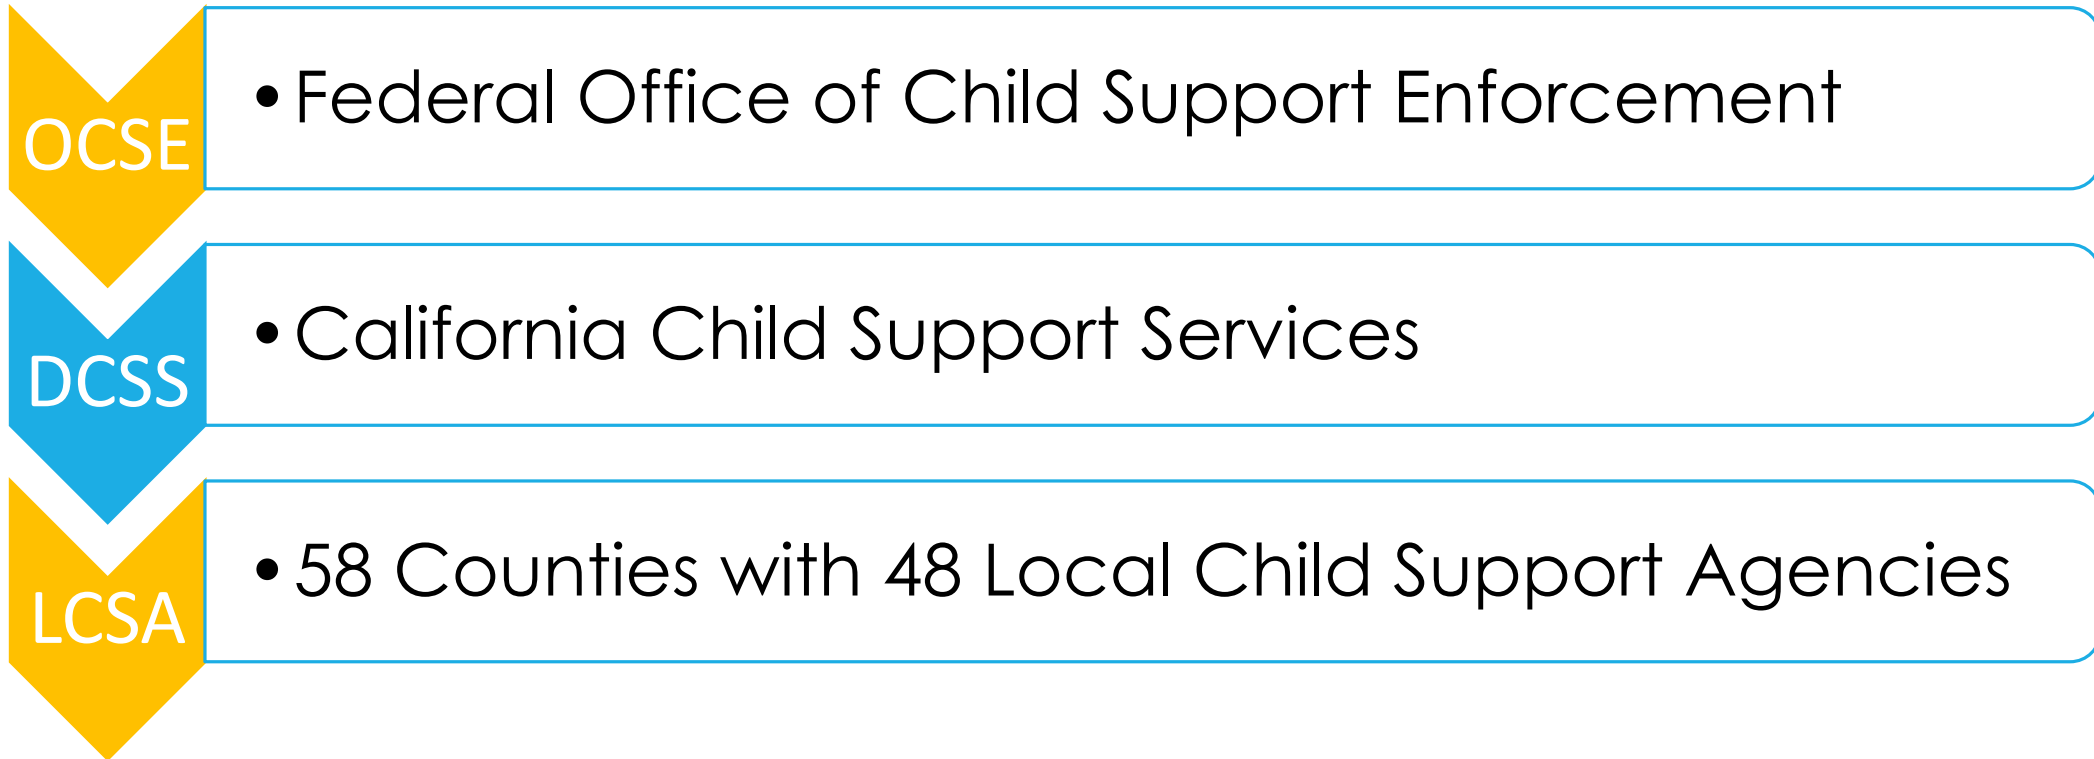 OCSE
• Federal Office of Child Support Enforcement
DCSS
• California Child Support Services
LCSA
• 58 Counties with 48 Local Child Support Agencies